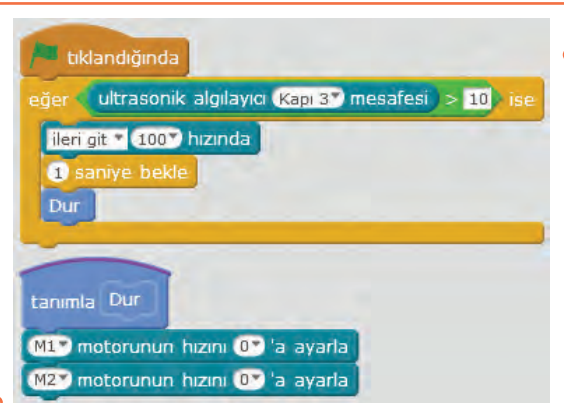 tıklandığında
eğer ultrasonik algılayıcı Kapı 3 mesafesi > 10 ise
ileri git 100 hızında
1 saniye bekle
Dur
tanımla Dur
M1 motorunun hızını 0 'a ayarla
M2 motorunun hızını 0 'a ayarla